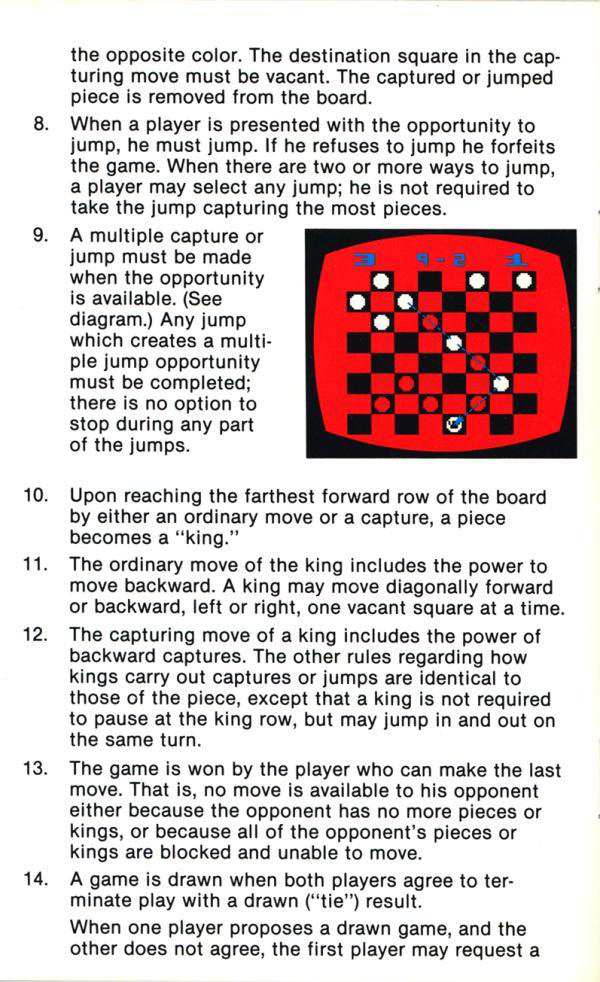 the opposite color. The destination square in the cap-
turing move must be vacant. The captured or jumped
piece is removed from the board.
8. When a player is presented with the opportunity to
jump, he must jump. If he refuses to jump he forfeits
the game. When there are two or more ways to jump,
a player may select any jump; he is not required to
take the jump capturing the most pieces.
9. A multiple capture or
jump must be made
when the opportunity
is available. (See
diagram.) Any jump
which creates a multi-
ple jump opportunity
must be completed;
there is no option to
stop during any part
of the jumps.
3 9-2 1
10. Upon reaching the farthest forward row of the board
by either an ordinary move or a capture, a piece
becomes a "king."
11. The ordinary move of the king includes the power to
move backward. A king may move diagonally forward
or backward, left or right, one vacant square at a time.
12. The capturing move of a king includes the power of
backward captures. The other rules regarding how
kings carry out captures or jumps are identical to
those of the piece, except that a king is not required
to pause at the king row, but may jump in and out on
the same turn.
13. The game is won by the player who can make the last
move. That is, no move is available to his opponent
either because the opponent has no more pieces or
kings, or because all of the opponent's pieces or
kings are blocked and unable to move.
14. A game is drawn when both players agree to ter-
minate play with a drawn ("tie") result.
When one player proposes a drawn game, and the
other does not agree, the first player may request a